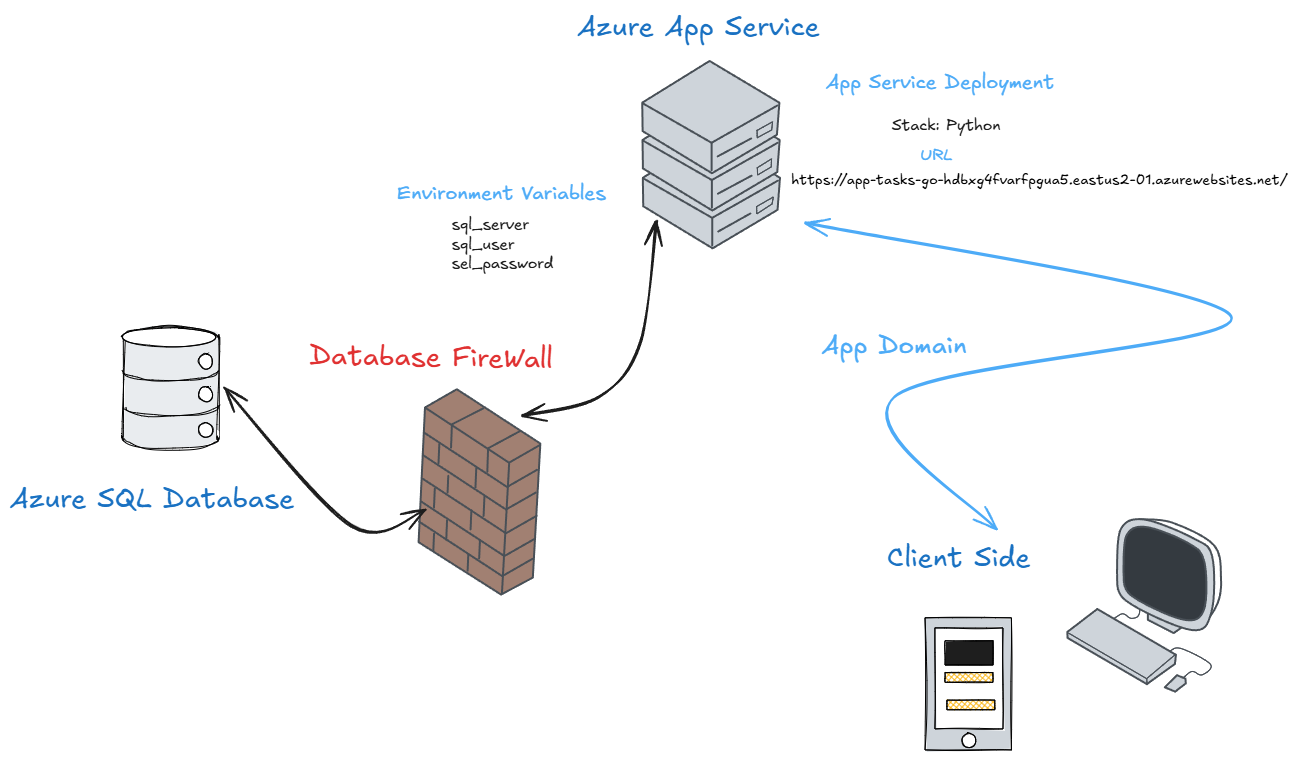 Azure App Service
App Service Deployment
Stack: Python
URL
https://app-tasks-go-hdbxg4fvarfpgua5.eastus2-01.azurewebsites.net/
Environment Variables
sql_server
sql_user
sel_password
Database FireWall
App Domain
Azure SQL Database
Client Side